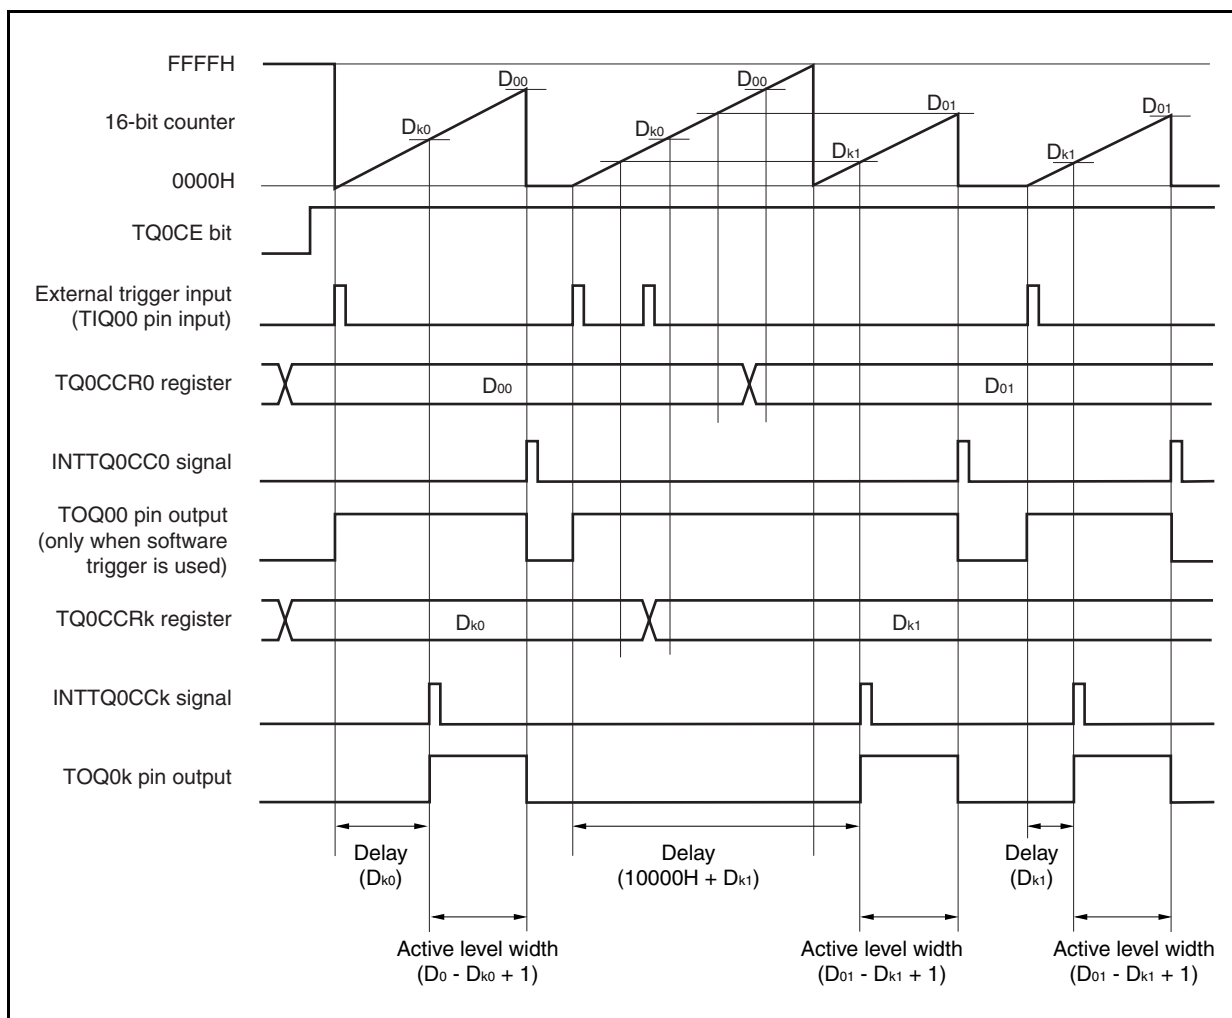 FFFFH
16-bit counter
0000H
Dk0
D00
Dk0
D00
Dk1
D01
Dk1
D01
TQ0CE bit
External trigger input
(TIQ00 pin input)
TQ0CCR0 register
D00
D01
INTTQ0CC0 signal
TOQ00 pin output
(only when software
trigger is used)
TQ0CCRk register
Dk0
Dk1
INTTQ0CCk signal
TOQ0k pin output
Delay
(Dk0)
Delay
(10000H + Dk1)
Delay
(Dk1)
Active level width
(D0 - Dk0 + 1)
Active level width
(D01 - Dk1 + 1)
Active level width
(D01 - Dk1 + 1)